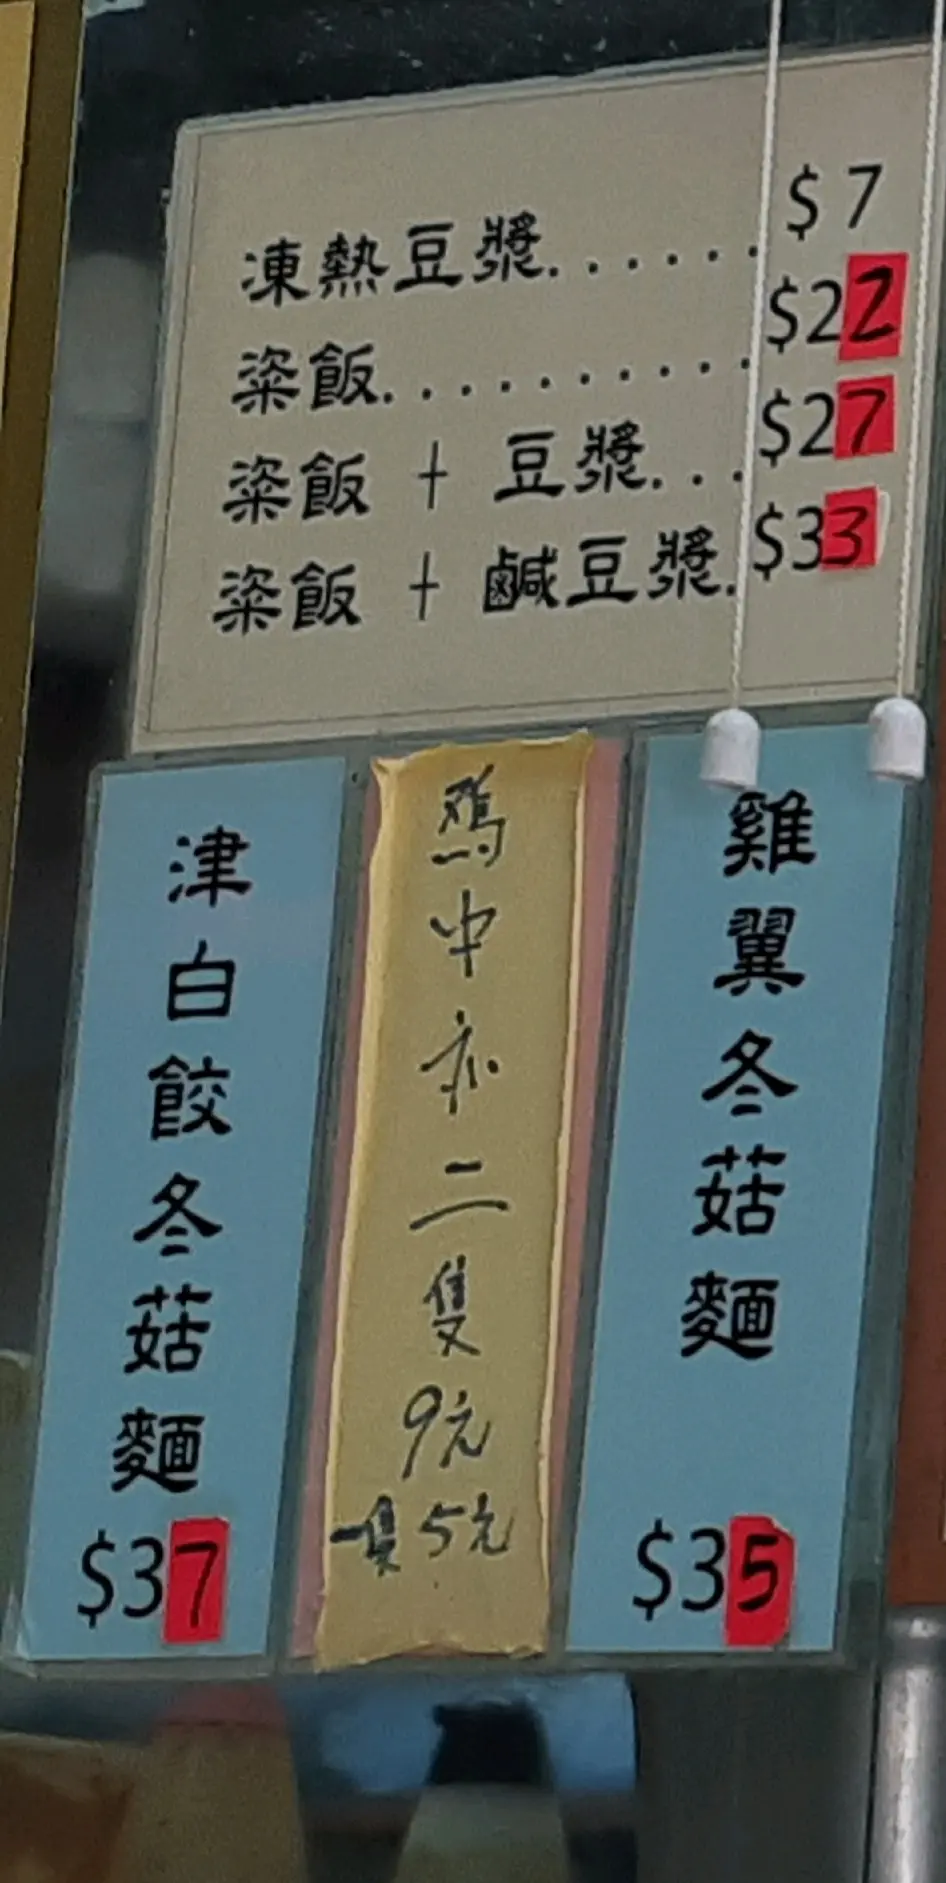 凍熱豆漿......$7
粢飯..........$22
粢飯 + 豆漿...$27
粢飯 + 鹹豆漿.$33
津白餃冬菇麵
$37
鳮中亦二隻9元
一隻5元
雞翼冬菇麵
$35